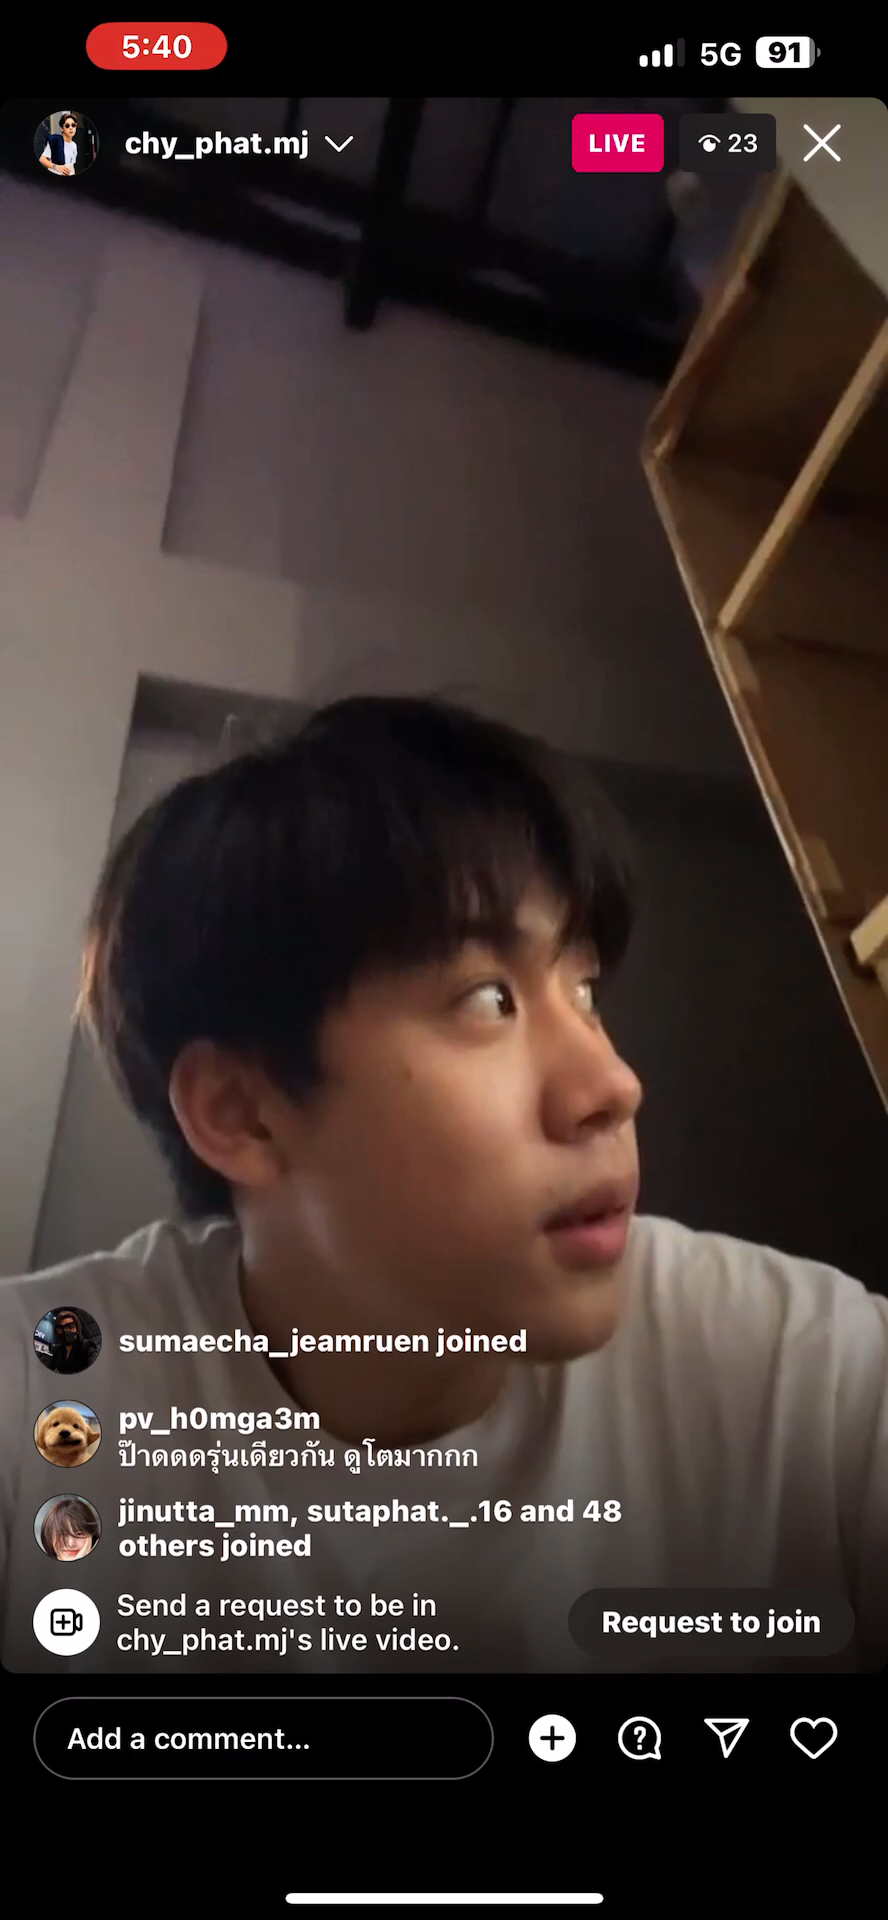 5:40
5G
91
chy_phat.mj
LIVE
23
sumaecha_jeamruen joined
pv_h0mga3m
ป๊าดดดรุ่นเดียวกัน ดูโตมากกก
jinutta_mm, sutaphat._.16 and 48
others joined
Send a request to be in
chy_phat.mj's live video.
Request to join
Add a comment...